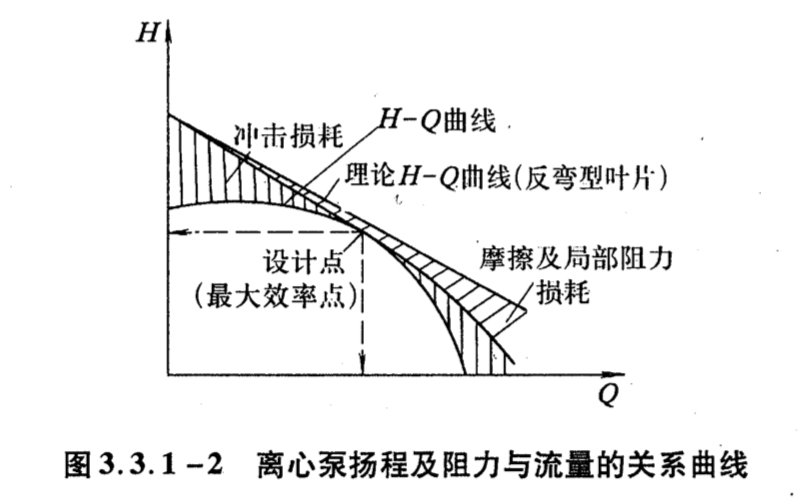 H
冲击损耗
H-Q曲线
理论H-Q曲线(反弯型叶片)
设计点
(最大效率点)
摩擦及局部阻力
损耗
Q
图3.3.1-2 离心泵扬程及阻力与流量的关系曲线